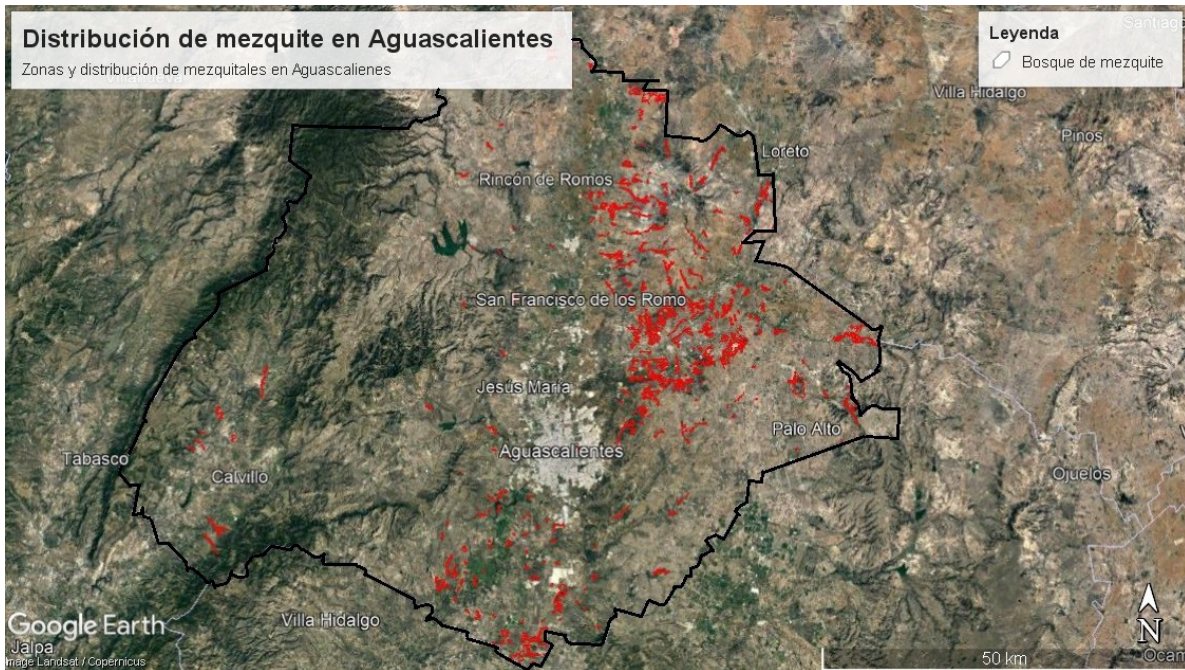 Distribución de mezquite en Aguascalientes
Zonas y distribución de mezquitales en Aguascalienes
Leyenda
Bosque de mezquite
Villa Hidalgo
Pinos
Loreto
Rincón de Romos
San Francisco de los Romo
Jesús María
Aguascalientes
Palo Alto
Tabasco
Calvillo
Ojuelos
Villa Hidalgo
Google Earth
Jalpa
mage Landsat / Copernicus
50 km
N
Ocam